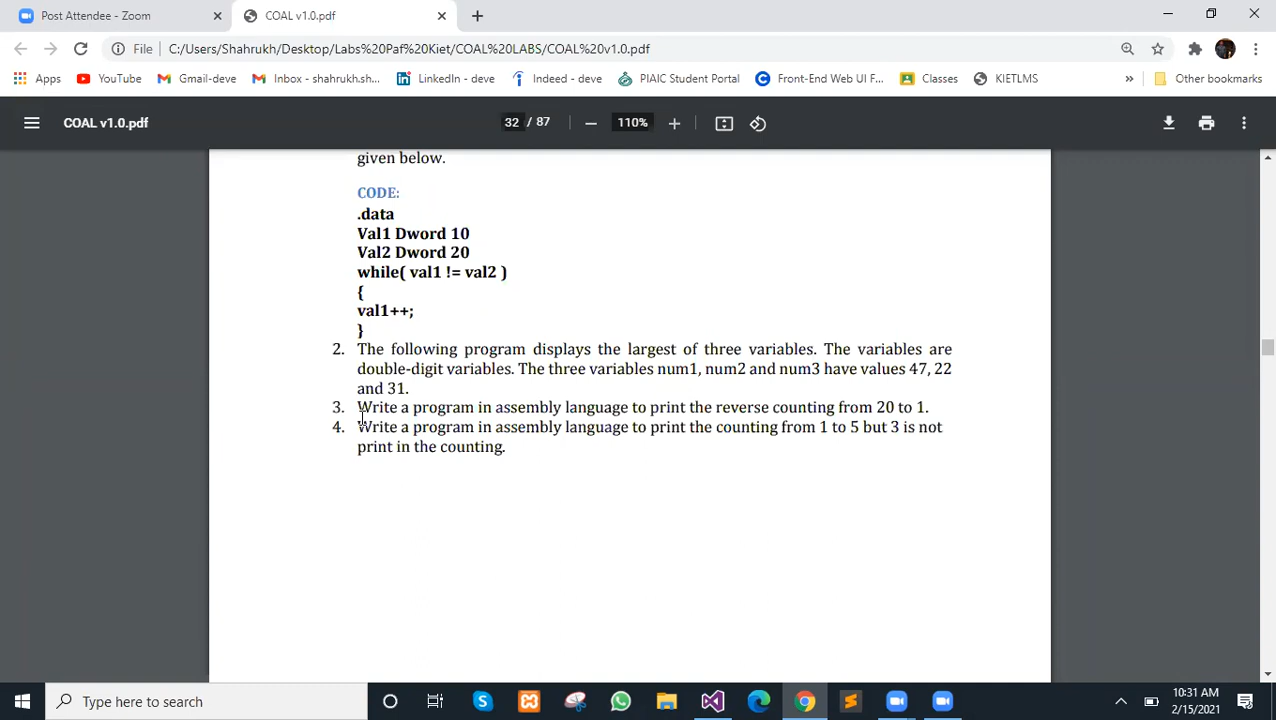 Post Attendee - Zoom
COAL v1.0.pdf
File
C:/Users/Shahrukh/Desktop/Labs%20Paf%20Kiet/COAL%20LABS/COAL%20v1.0.pdf
Apps
YouTube
Gmail-deve
Inbox - shahrukh.sh...
LinkedIn - deve
Indeed - deve
PIAIC Student Portal
Front-End Web UI F...
Classes
KIETLMS
»
Other bookmarks
COAL v1.0.pdf
32 / 87
110%
given below.
CODE:
.data
Val1 Dword 10
Val2 Dword 20
while( val1 != val2 )
{
val1++;
}
2. The following program displays the largest of three variables. The variables are
double-digit variables. The three variables num1, num2 and num3 have values 47, 22
and 31.
3. Write a program in assembly language to print the reverse counting from 20 to 1.
4. Write a program in assembly language to print the counting from 1 to 5 but 3 is not
print in the counting.
Type here to search
10:31 AM
2/15/2021